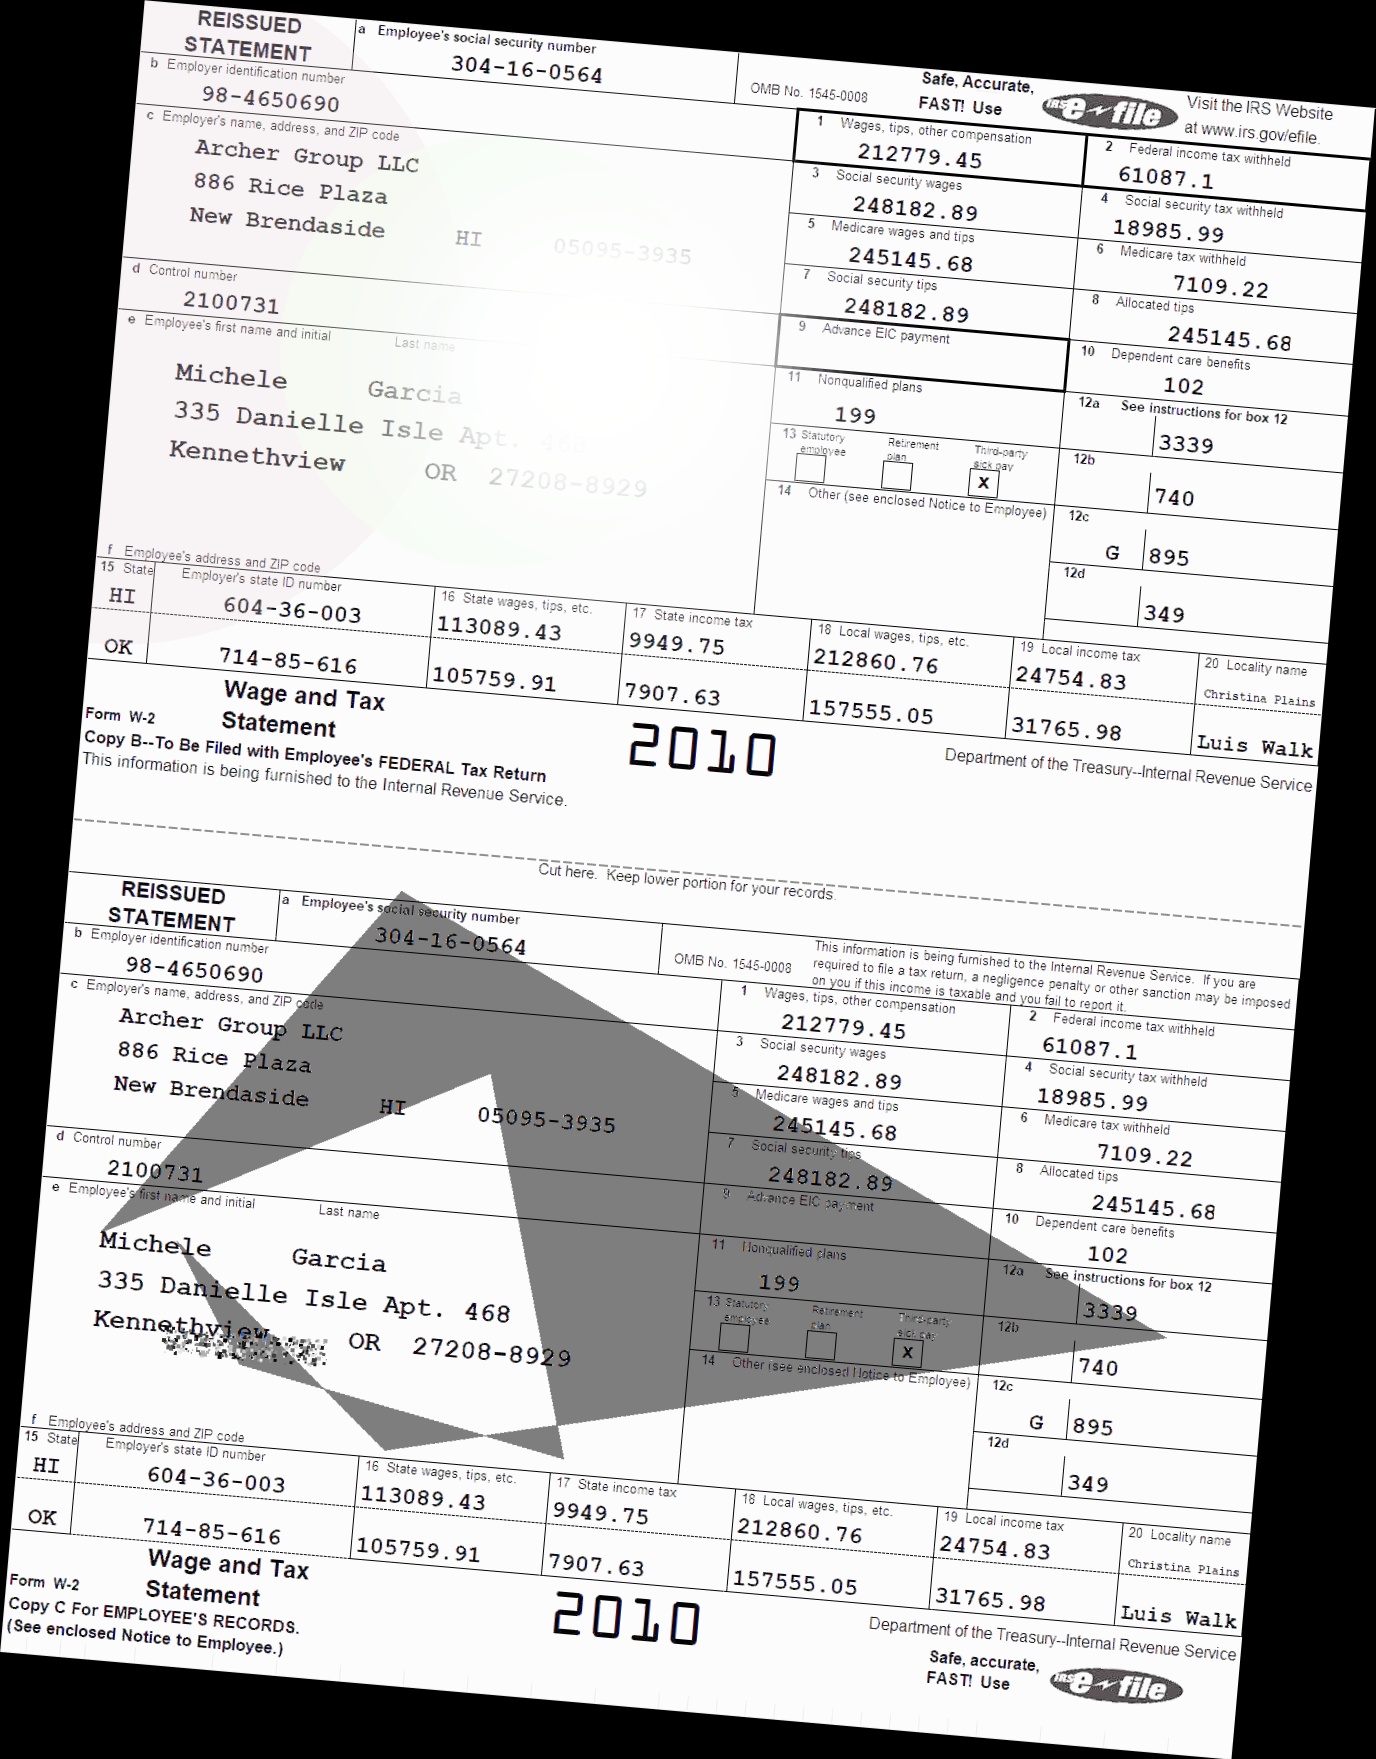 REISSUED
STATEMENT
a Employee's social security number
304-16-0564
OMB No. 1545-0008
Safe, Accurate,
FAST! Use
IRS e-file
Visit the IRS Website
at www.irs.gov/efile.
b Employer identification number
98-4650690
c Employer's name, address, and ZIP code
Archer Group LLC
886 Rice Plaza
New Brendaside HI 05095-3935
d Control number
2100731
e Employee's first name and initial Last name
Michele Garcia
335 Danielle Isle Apt. 468
Kennethview OR 27208-8929
f Employee's address and ZIP code
1 Wages, tips, other compensation
212779.45
2 Federal income tax withheld
61087.1
3 Social security wages
248182.89
4 Social security tax withheld
18985.99
5 Medicare wages and tips
245145.68
6 Medicare tax withheld
7109.22
7 Social security tips
248182.89
8 Allocated tips
245145.68
9 Advance EIC payment
10 Dependent care benefits
102
11 Nonqualified plans
199
12a See instructions for box 12
3339
13 Statutory employee Retirement plan Third-party sick pay
X
12b
740
14 Other (see enclosed Notice to Employee)
12c
G 895
12d
349
15 State Employer's state ID number
16 State wages, tips, etc.
17 State income tax
18 Local wages, tips, etc.
19 Local income tax
20 Locality name
HI 604-36-003 113089.43 9949.75 212860.76 24754.83 Christina Plains
OK 714-85-616 105759.91 7907.63 157555.05 31765.98 Luis Walk
Form W-2 Wage and Tax
Statement
2010
Department of the Treasury--Internal Revenue Service
Copy B--To Be Filed with Employee's FEDERAL Tax Return
This information is being furnished to the Internal Revenue Service.
Cut here. Keep lower portion for your records.
REISSUED
STATEMENT
a Employee's social security number
304-16-0564
OMB No. 1545-0008
This information is being furnished to the Internal Revenue Service. If you are
required to file a tax return, a negligence penalty or other sanction may be imposed
on you if this income is taxable and you fail to report it.
b Employer identification number
98-4650690
c Employer's name, address, and ZIP code
Archer Group LLC
886 Rice Plaza
New Brendaside HI 05095-3935
d Control number
2100731
e Employee's first name and initial Last name
Michele Garcia
335 Danielle Isle Apt. 468
Kennethview OR 27208-8929
f Employee's address and ZIP code
1 Wages, tips, other compensation
212779.45
2 Federal income tax withheld
61087.1
3 Social security wages
248182.89
4 Social security tax withheld
18985.99
5 Medicare wages and tips
245145.68
6 Medicare tax withheld
7109.22
7 Social security tips
248182.89
8 Allocated tips
245145.68
9 Advance EIC payment
10 Dependent care benefits
102
11 Nonqualified plans
199
12a See instructions for box 12
3339
13 Statutory employee Retirement plan Third-party sick pay
X
12b
740
14 Other (see enclosed Notice to Employee)
12c
G 895
12d
349
15 State Employer's state ID number
16 State wages, tips, etc.
17 State income tax
18 Local wages, tips, etc.
19 Local income tax
20 Locality name
HI 604-36-003 113089.43 9949.75 212860.76 24754.83 Christina Plains
OK 714-85-616 105759.91 7907.63 157555.05 31765.98 Luis Walk
Form W-2 Wage and Tax
Statement
2010
Department of the Treasury--Internal Revenue Service
Copy C For EMPLOYEE'S RECORDS.
(See enclosed Notice to Employee.)
Safe, accurate,
FAST! Use
IRS e-file